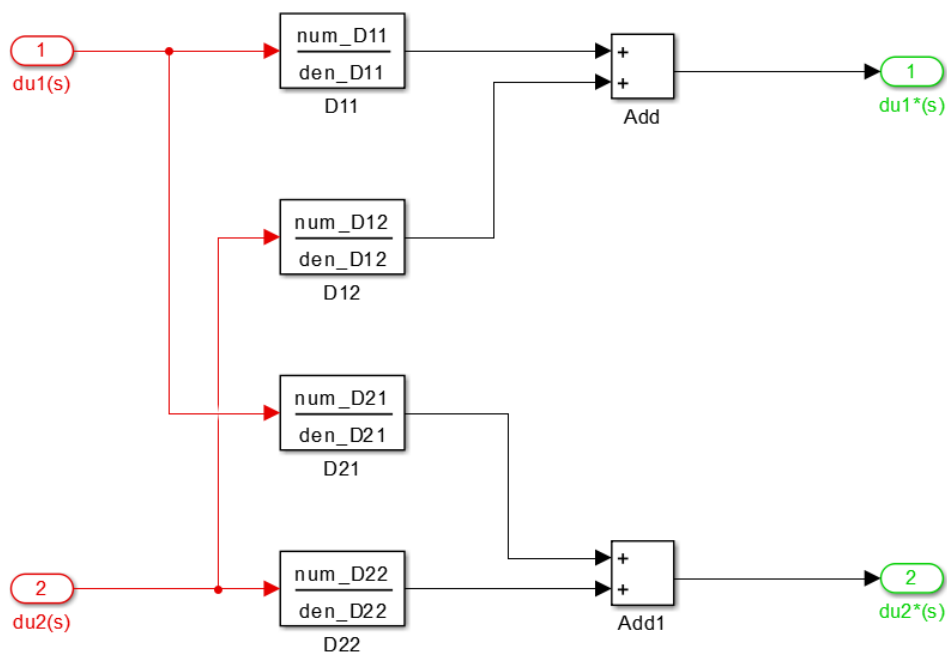 1
du1(s)
num_D11
den_D11
D11
+
+
Add
1
du1*(s)
num_D12
den_D12
D12
num_D21
den_D21
D21
2
du2(s)
num_D22
den_D22
D22
+
+
Add1
2
du2*(s)